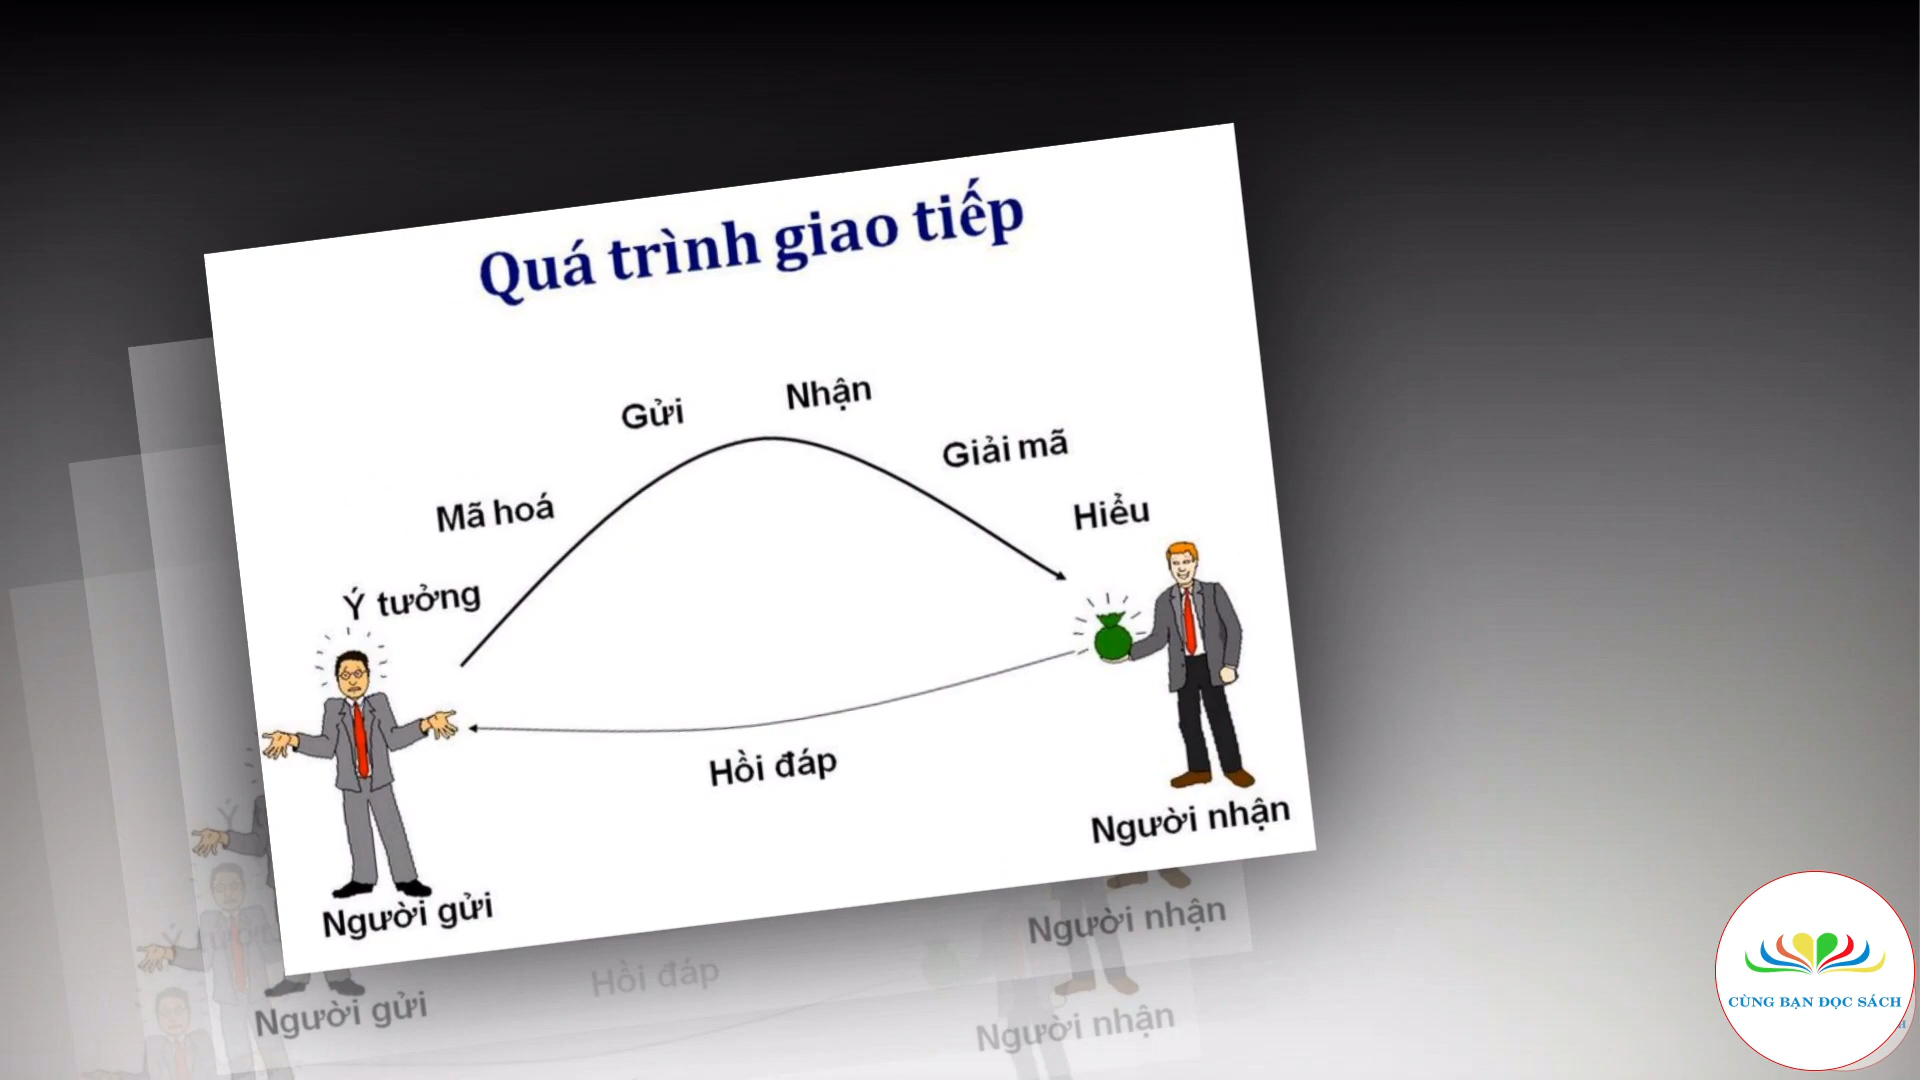 Quá trình giao tiếp
Gửi
Nhận
Giải mã
Mã hoá
Hiểu
Ý tưởng
Hồi đáp
Người nhận
Người gửi
Người nhận
Hồi đáp
Người gửi
Người nhận
CÙNG BẠN ĐỌC SÁCH